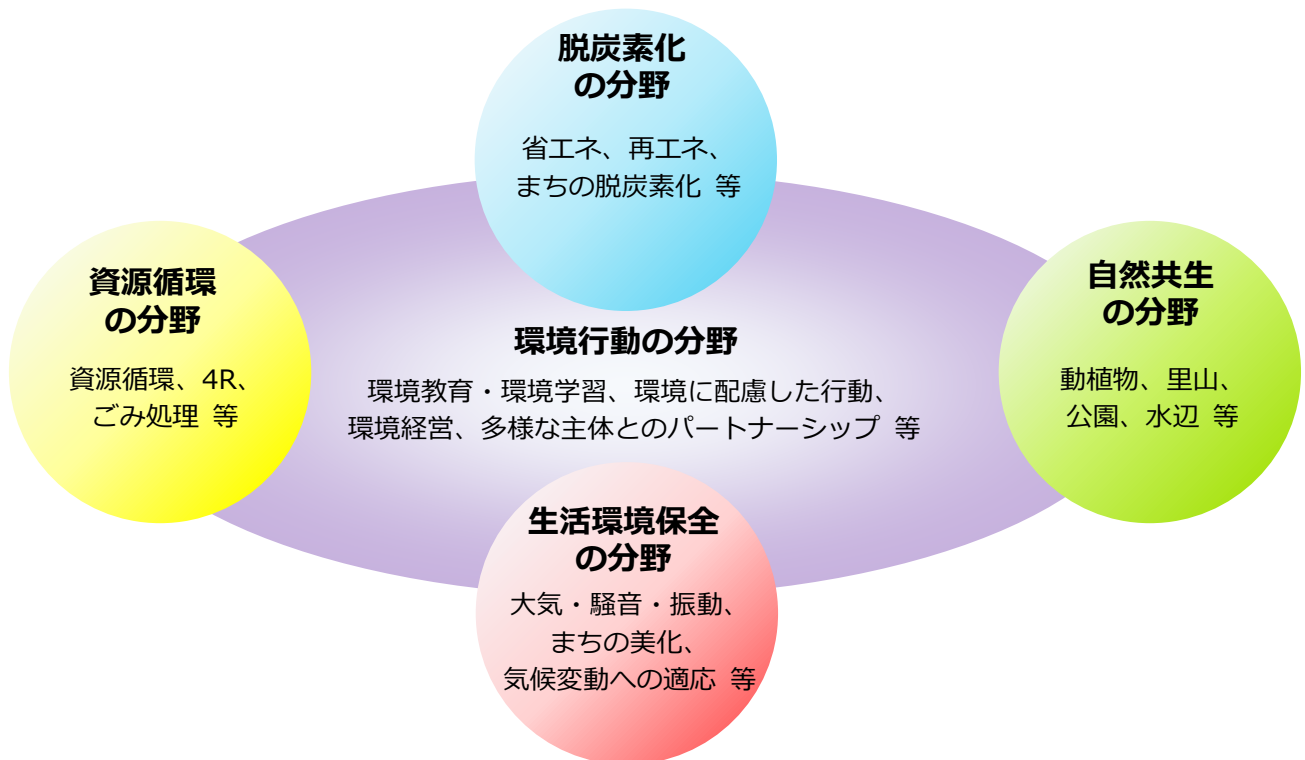 脱炭素化
の分野
省エネ、再エネ、
まちの脱炭素化 等
資源循環
の分野
資源循環、4R、
ごみ処理 等
環境行動の分野
環境教育・環境学習、環境に配慮した行動、
環境経営、多様な主体とのパートナーシップ 等
自然共生
の分野
動植物、里山、
公園、水辺 等
生活環境保全
の分野
大気・騒音・振動、
まちの美化、
気候変動への適応 等